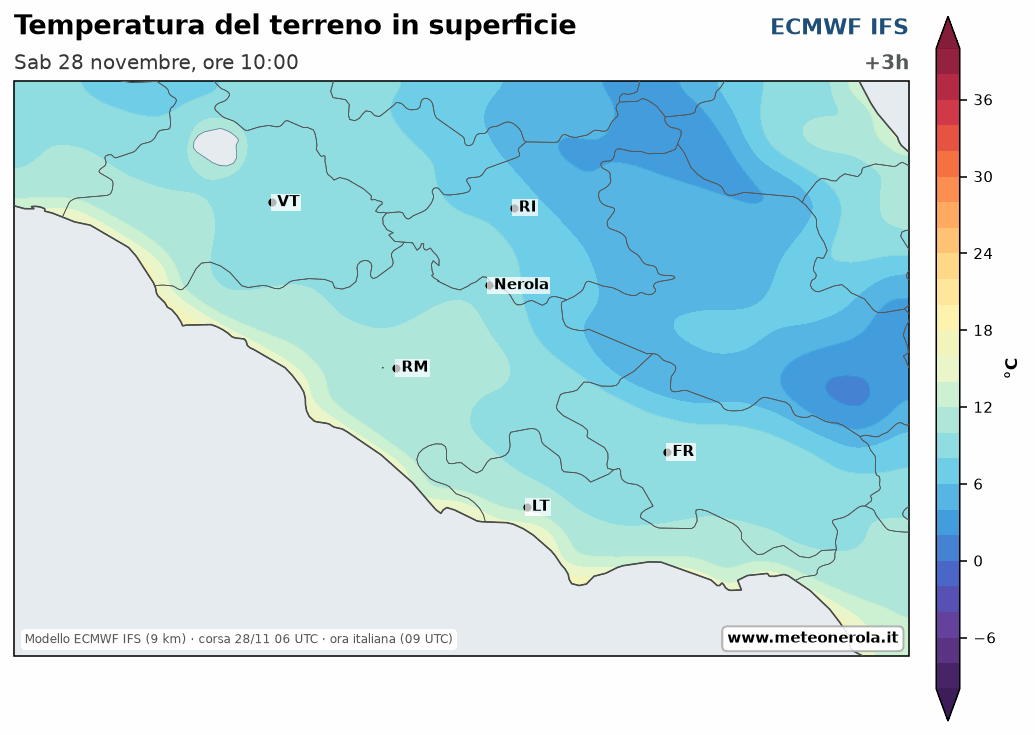 Temperatura del terreno in superficie
ECMWF IFS
Sab 28 novembre, ore 10:00
+3h
36
30
24
18
12
6
0
−6
°C
VT
RI
Nerola
RM
FR
LT
Modello ECMWF IFS (9 km) · corsa 28/11 06 UTC · ora italiana (09 UTC)
www.meteonerola.it